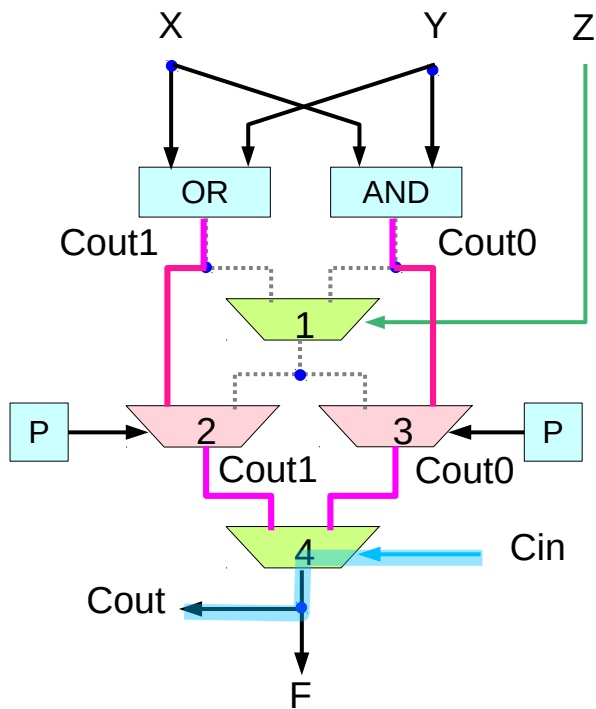 X Y Z
OR AND
Cout1 Cout0
1
P 2 3 P
Cout1 Cout0
4 Cin
Cout
F